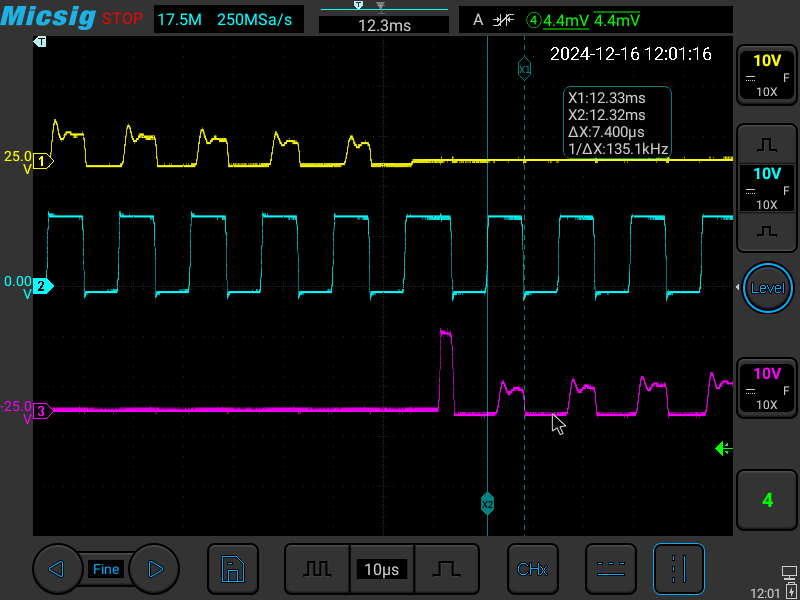 Micsig STOP 17.5M 250MSa/s T 12.3ms A 4 4.4mV 4.4mV
T
2024-12-16 12:01:16
X1
X1:12.33ms
X2:12.32ms
ΔX:7.400µs
1/ΔX:135.1kHz
25.0
V
1
0.00
V
2
-25.0
V
3
X2
10V
F
10X
10V
F
10X
Level
10V
F
10X
4
Fine
10µs
CHx
12:01